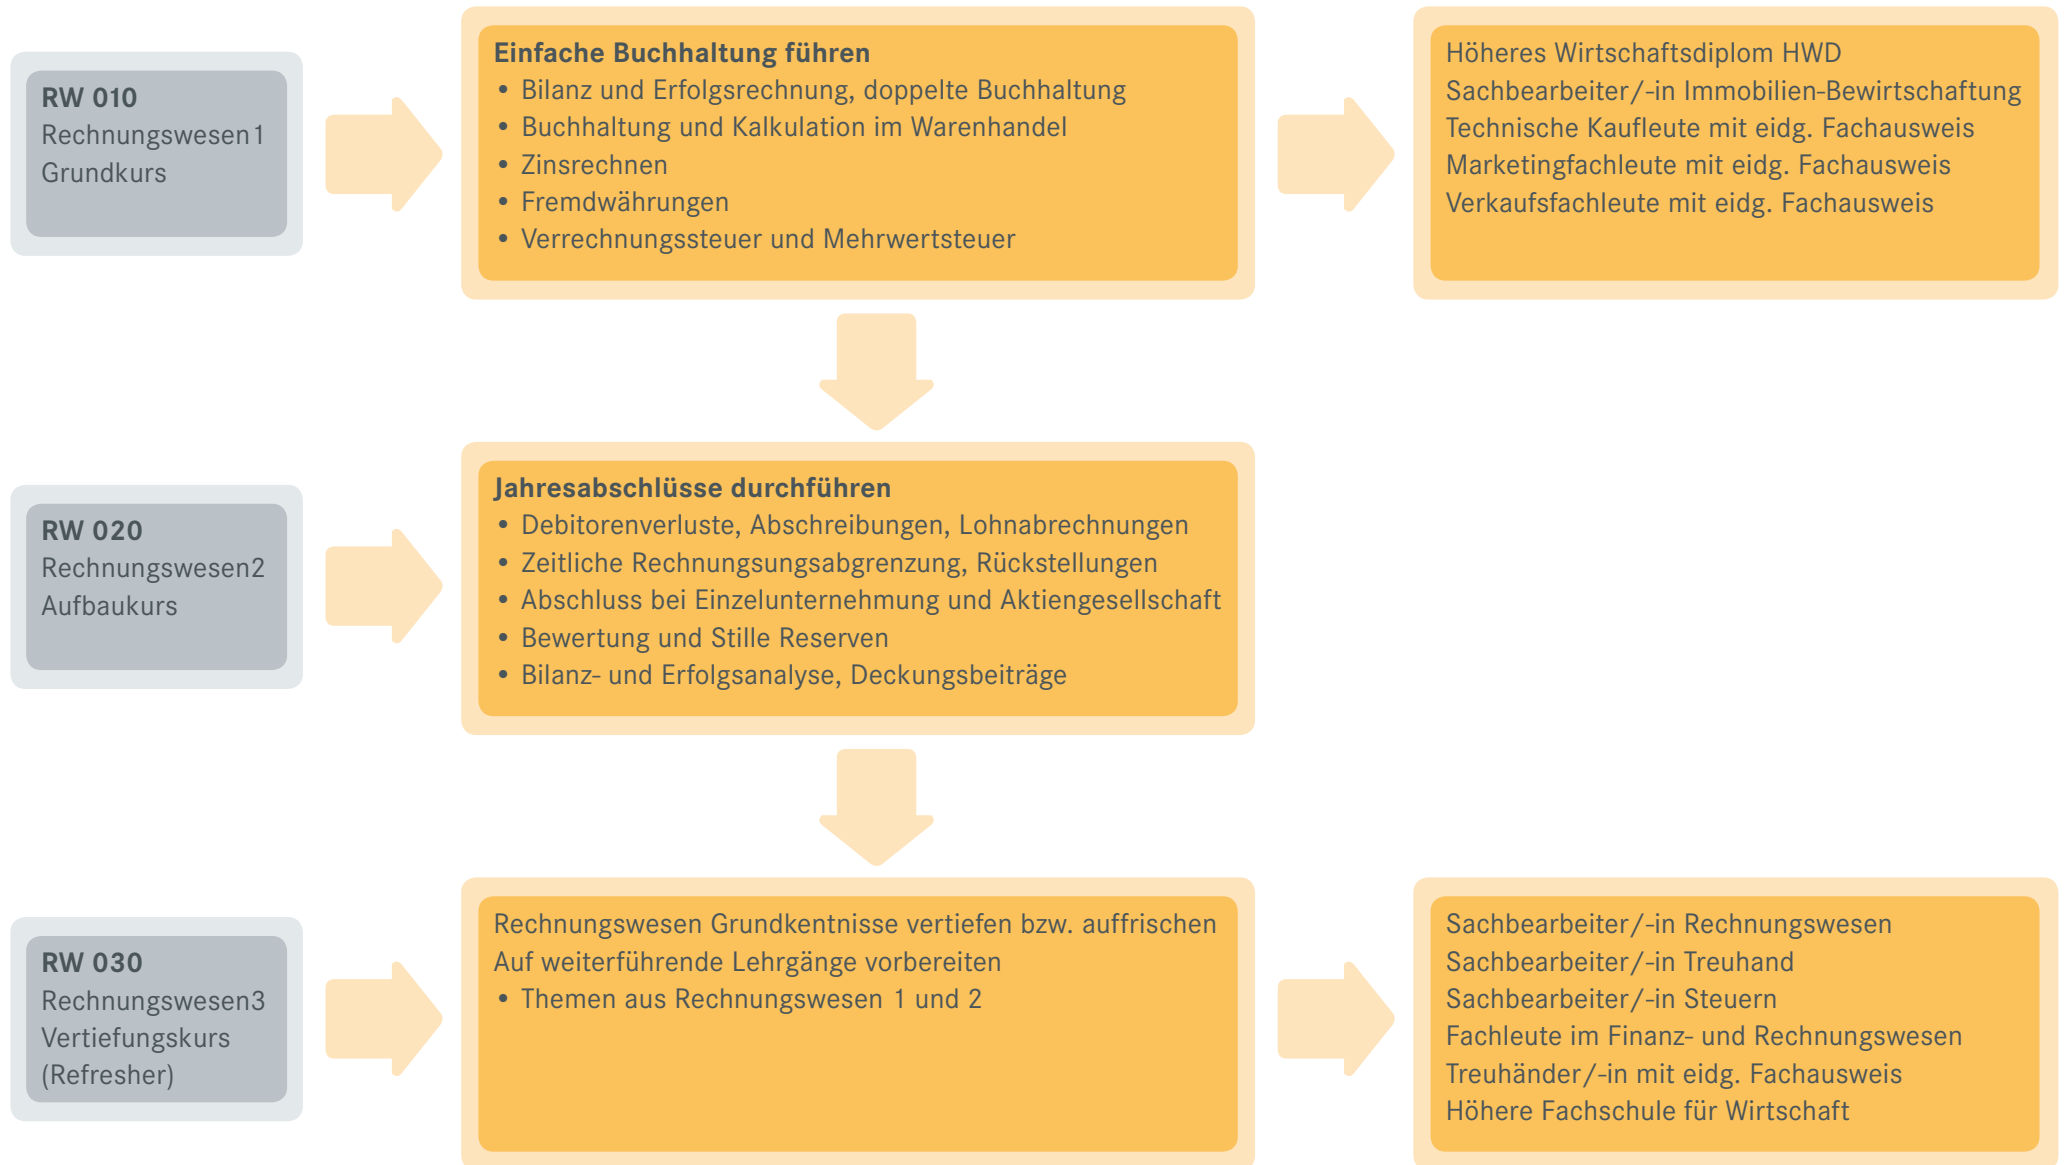 RW 010
Rechnungswesen1
Grundkurs
Einfache Buchhaltung führen
• Bilanz und Erfolgsrechnung, doppelte Buchhaltung
• Buchhaltung und Kalkulation im Warenhandel
• Zinsrechnen
• Fremdwährungen
• Verrechnungssteuer und Mehrwertsteuer
Höheres Wirtschaftsdiplom HWD
Sachbearbeiter/-in Immobilien-Bewirtschaftung
Technische Kaufleute mit eidg. Fachausweis
Marketingfachleute mit eidg. Fachausweis
Verkaufsfachleute mit eidg. Fachausweis
RW 020
Rechnungswesen2
Aufbaukurs
Jahresabschlüsse durchführen
• Debitorenverluste, Abschreibungen, Lohnabrechnungen
• Zeitliche Rechnungsungsabgrenzung, Rückstellungen
• Abschluss bei Einzelunternehmung und Aktiengesellschaft
• Bewertung und Stille Reserven
• Bilanz- und Erfolgsanalyse, Deckungsbeiträge
RW 030
Rechnungswesen3
Vertiefungskurs
(Refresher)
Rechnungswesen Grundkentnisse vertiefen bzw. auffrischen
Auf weiterführende Lehrgänge vorbereiten
• Themen aus Rechnungswesen 1 und 2
Sachbearbeiter/-in Rechnungswesen
Sachbearbeiter/-in Treuhand
Sachbearbeiter/-in Steuern
Fachleute im Finanz- und Rechnungswesen
Treuhänder/-in mit eidg. Fachausweis
Höhere Fachschule für Wirtschaft